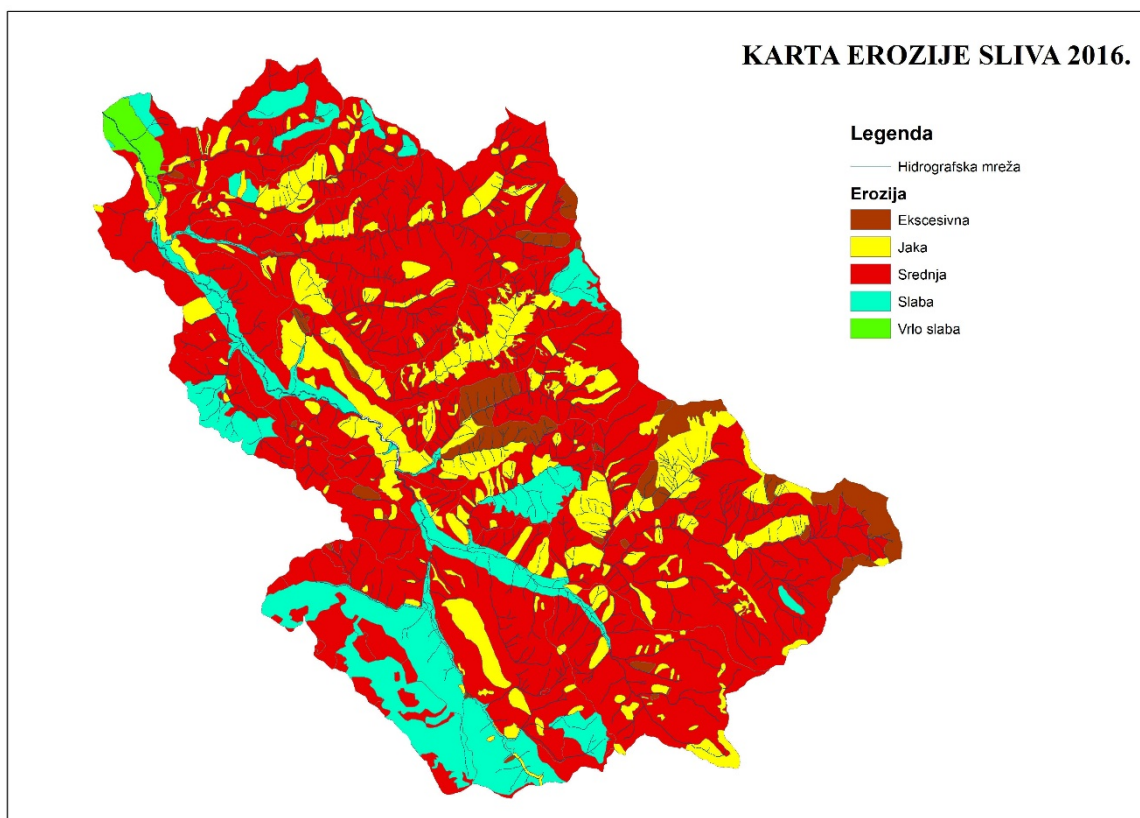 KARTA EROZIJE SLIVA 2016.
Legenda
Hidrografska mreža
Erozija
Ekscesivna
Jaka
Srednja
Slaba
Vrlo slaba